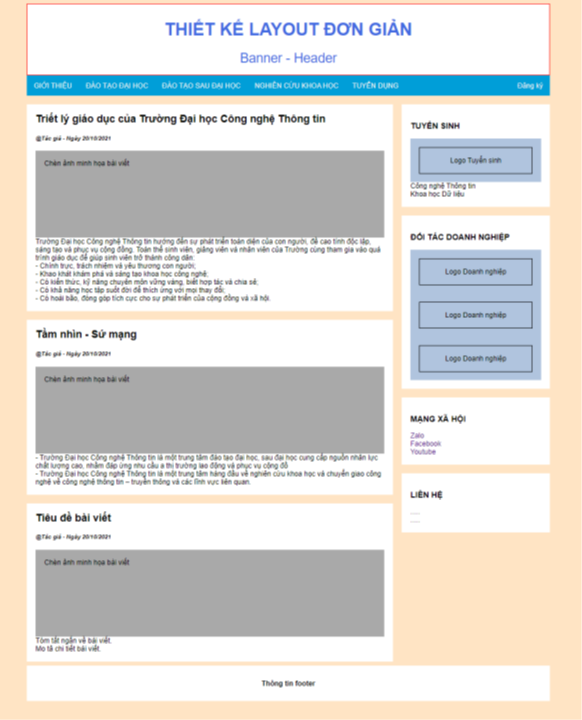 THIẾT KẾ LAYOUT ĐƠN GIẢN
Banner - Header
GIỚI THIỆU ĐÀO TẠO ĐẠI HỌC ĐÀO TẠO SAU ĐẠI HỌC NGHIÊN CỨU KHOA HỌC TUYỂN DỤNG Đăng ký
Triết lý giáo dục của Trường Đại học Công nghệ Thông tin
@Tác giả - Ngày 20/10/2021
Chèn ảnh minh họa bài viết
Trường Đại học Công nghệ Thông tin hướng đến sự phát triển toàn diện của con người, đề cao tính độc lập,
sáng tạo và phục vụ cộng đồng. Toàn thể sinh viên, giảng viên và nhân viên của Trường cùng tham gia vào quá
trình giáo dục để giúp sinh viên trở thành công dân:
- Chính trực, trách nhiệm và yêu thương con người;
- Khao khát khám phá và sáng tạo khoa học công nghệ;
- Có kiến thức, kỹ năng chuyên môn vững vàng, biết hợp tác và chia sẻ;
- Có khả năng học tập suốt đời để thích ứng với mọi thay đổi;
- Có hoài bão, đóng góp tích cực cho sự phát triển của cộng đồng và xã hội.
Tầm nhìn - Sứ mạng
@Tác giả - Ngày 20/10/2021
Chèn ảnh minh họa bài viết
- Trường Đại học Công nghệ Thông tin là một trung tâm đào tạo đại học, sau đại học cung cấp nguồn nhân lực
chất lượng cao, nhằm đáp ứng nhu cầu a thị trường lao động và phục vụ cộng đồ
- Trường Đại học Công nghệ Thông tin là một trung tâm hàng đầu về nghiên cứu khoa học và chuyển giao công
nghệ về công nghệ thông tin – truyền thông và các lĩnh vực liên quan.
Tiêu đề bài viết
@Tác giả - Ngày 20/10/2021
Chèn ảnh minh họa bài viết
Tóm tắt ngắn về bài viết.
Mô tả chi tiết bài viết.
TUYỂN SINH
Logo Tuyển sinh
Công nghệ Thông tin
Khoa học Dữ liệu
ĐỐI TÁC DOANH NGHIỆP
Logo Doanh nghiệp
Logo Doanh nghiệp
Logo Doanh nghiệp
MẠNG XÃ HỘI
Zalo
Facebook
Youtube
LIÊN HỆ
.....
.....
Thông tin footer